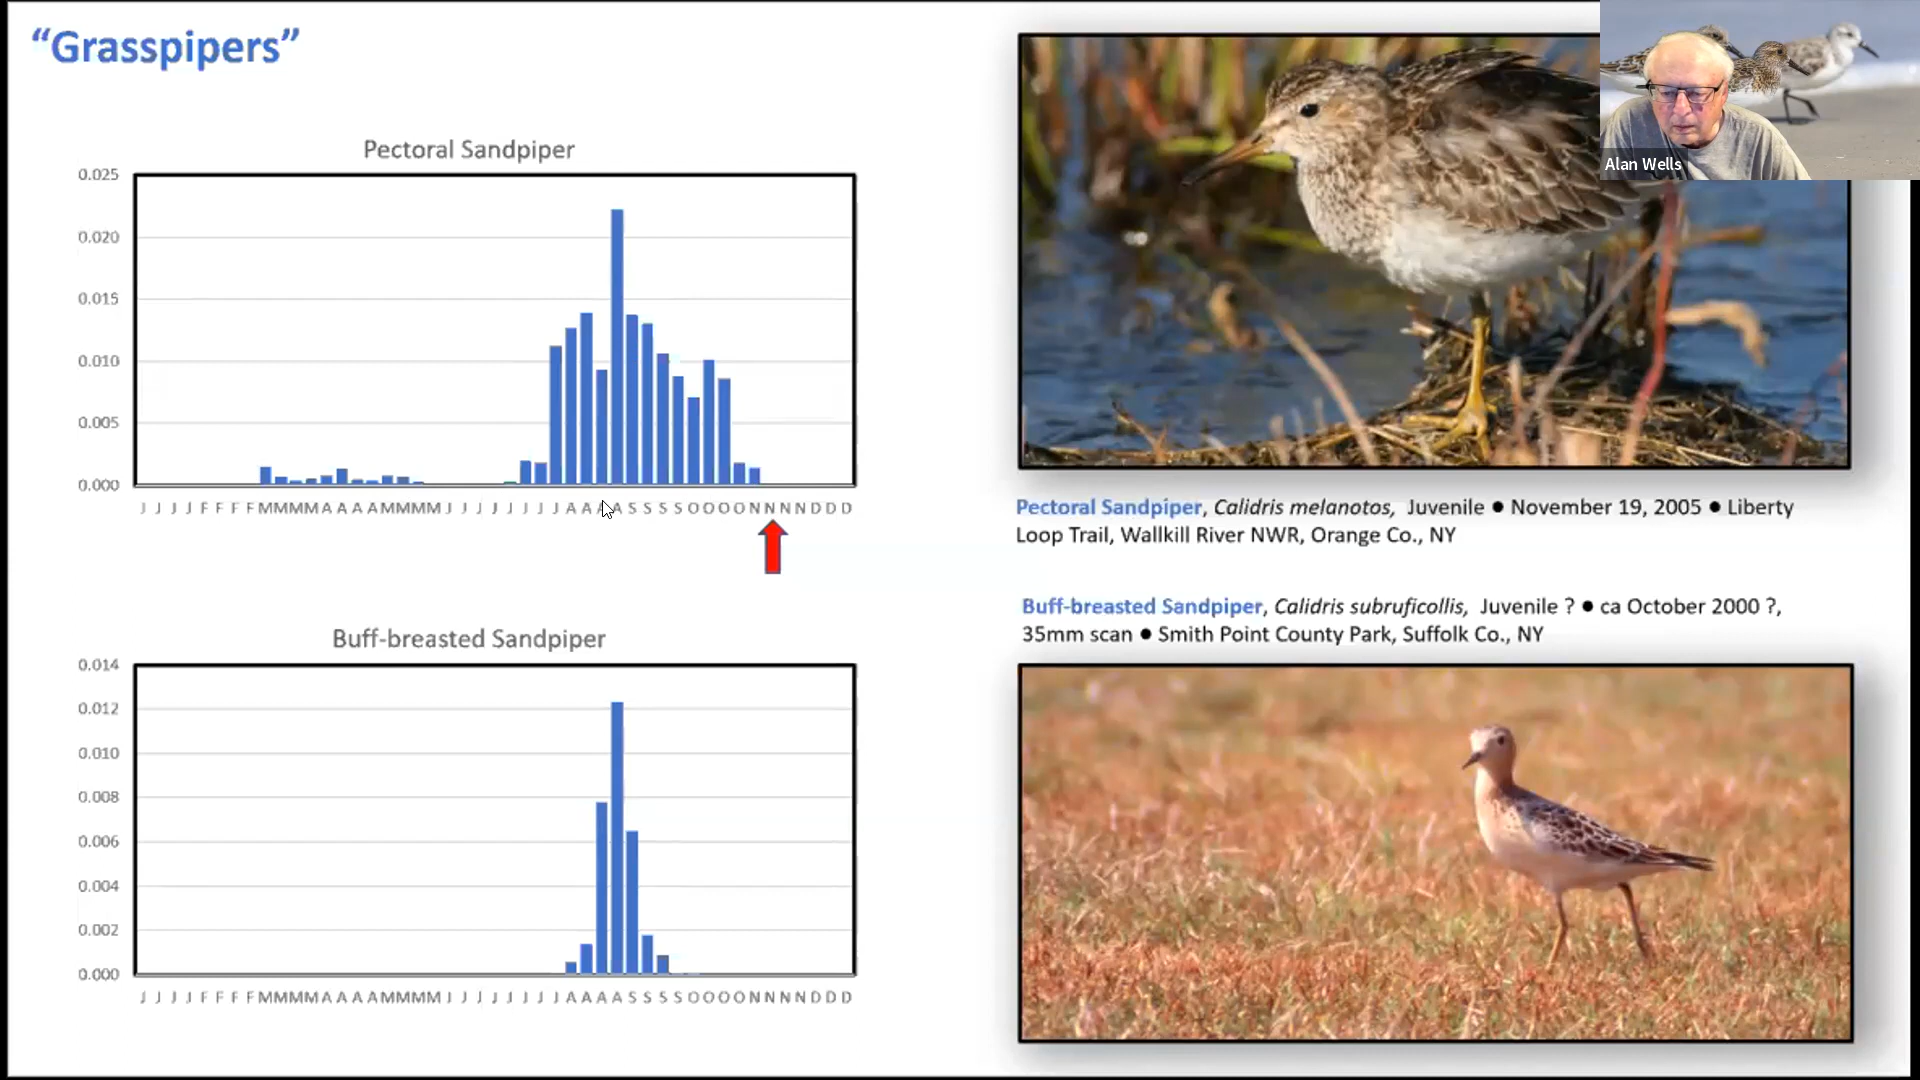 “Grasspipers”
Pectoral Sandpiper
0.025
0.020
0.015
0.010
0.005
0.000
J J J J F F F F M M M M A A A A M M M M J J J J J J J J A A A A S S S S O O O O N N N N D D D
Buff-breasted Sandpiper
0.014
0.012
0.010
0.008
0.006
0.004
0.002
0.000
J J J J F F F F M M M M A A A A M M M M J J J J J J J J A A A A S S S S O O O O N N N N D D D
Alan Wells
Pectoral Sandpiper, Calidris melanotos, Juvenile ● November 19, 2005 ● Liberty
Loop Trail, Wallkill River NWR, Orange Co., NY
Buff-breasted Sandpiper, Calidris subruficollis, Juvenile ? ● ca October 2000 ?,
35mm scan ● Smith Point County Park, Suffolk Co., NY